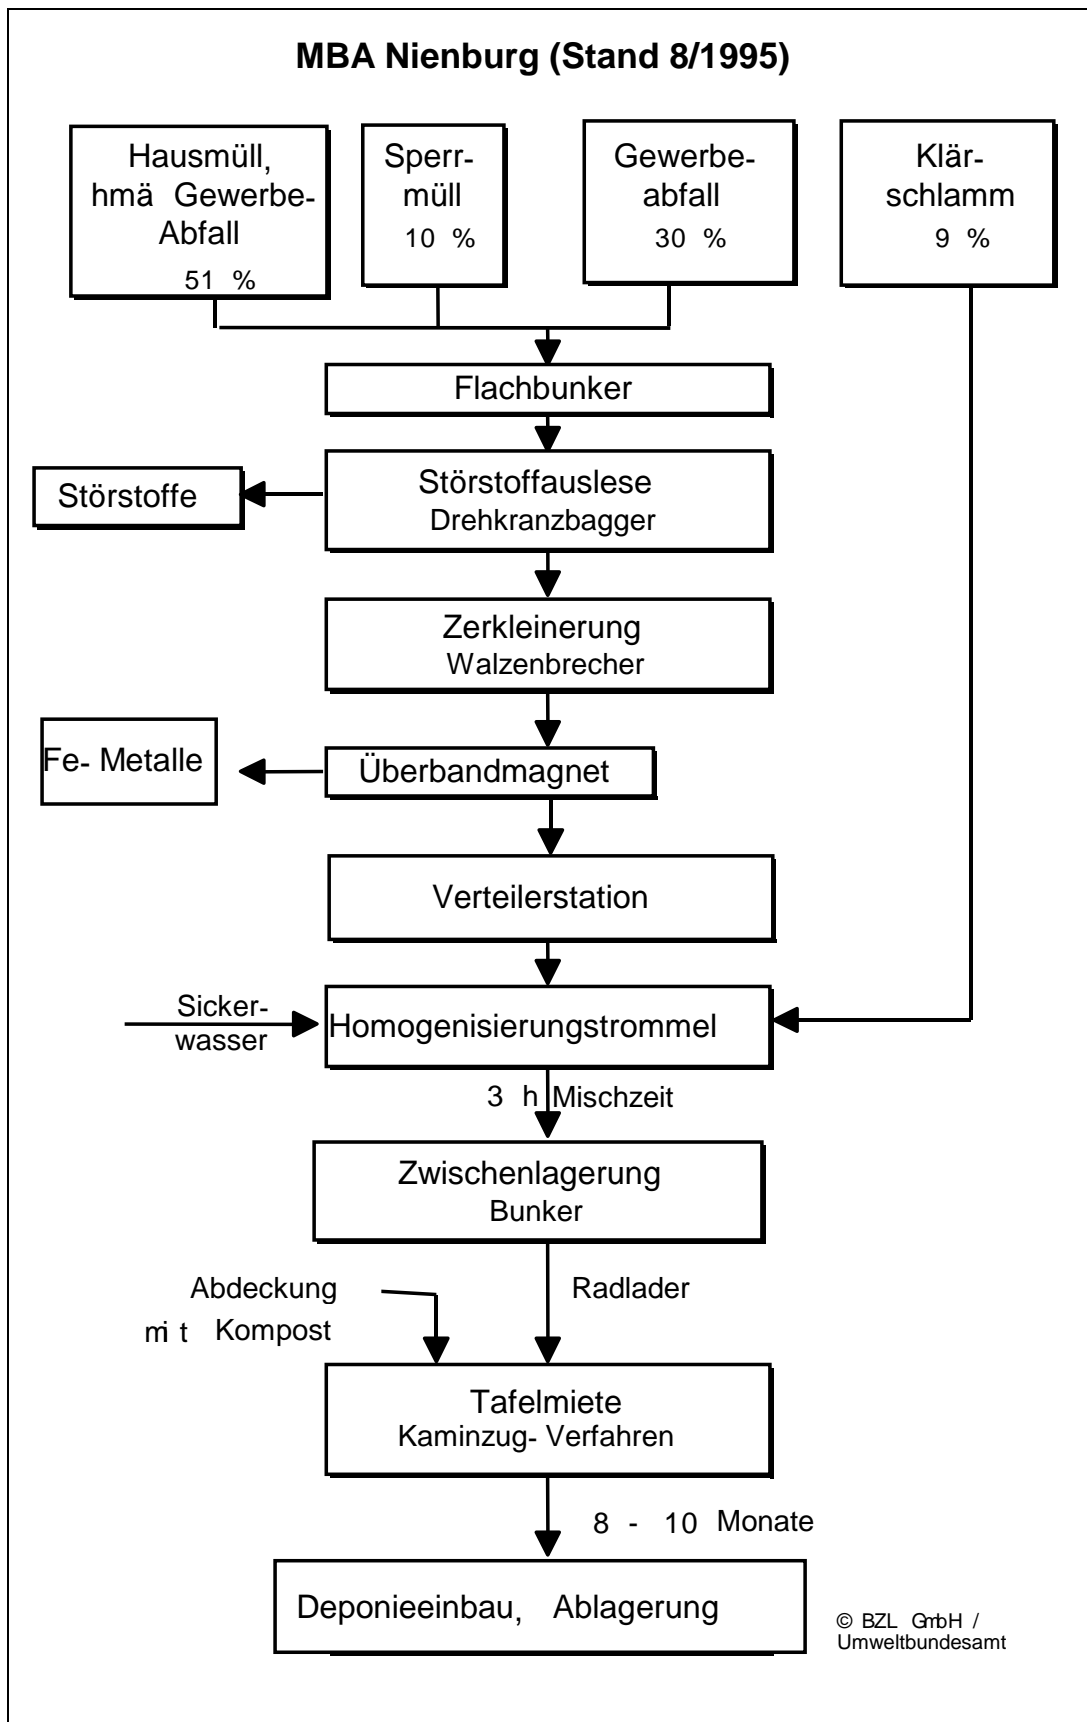 MBA Nienburg (Stand 8/1995)
Hausmüll,
hmä Gewerbe-
Abfall
51 %
Sperr-
müll
10 %
Gewerbe-
abfall
30 %
Klär-
schlamm
9 %
Flachbunker
Störstoffe
Störstoffauslese
Drehkranzbagger
Zerkleinerung
Walzenbrecher
Fe- Metalle
Überbandmagnet
Verteilerstation
Sicker-
wasser
Homogenisierungstrommel
3 h Mischzeit
Zwischenlagerung
Bunker
Abdeckung
mit Kompost
Radlader
Tafelmiete
Kaminzug- Verfahren
8 - 10 Monate
Deponieeinbau, Ablagerung
© BZL GmbH /
Umweltbundesamt